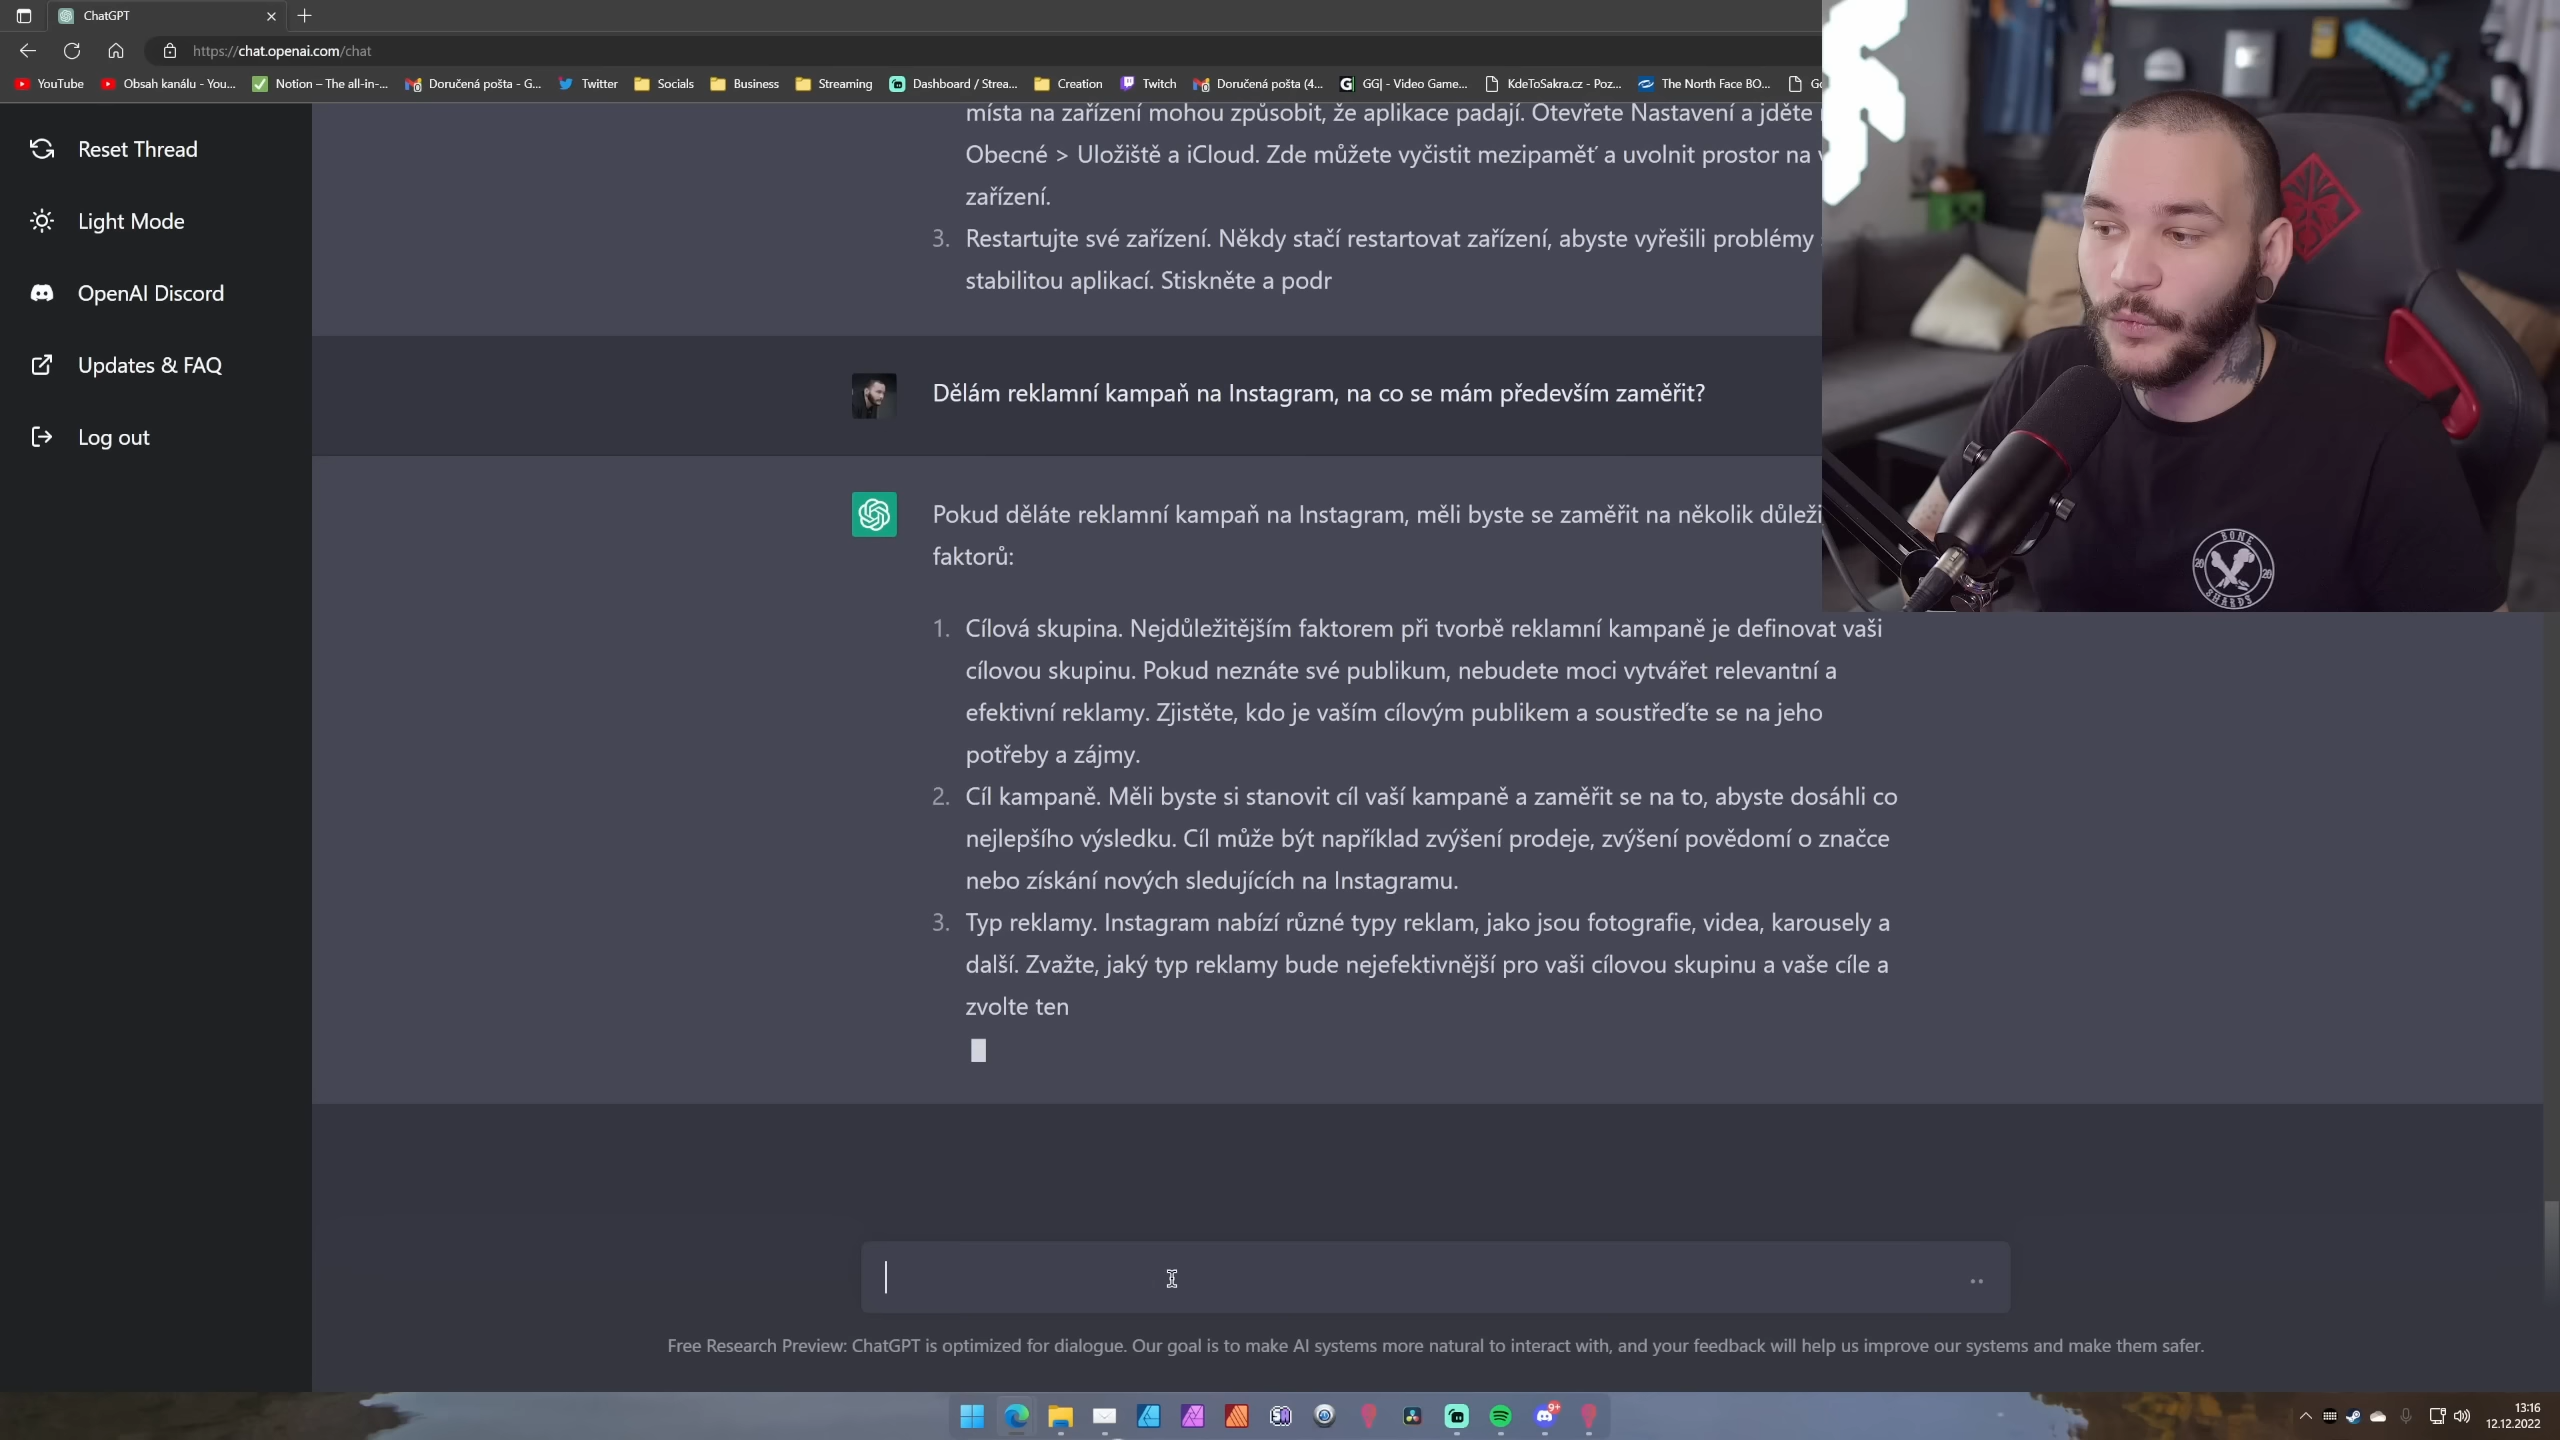 ChatGPT
https://chat.openai.com/chat
YouTube
Obsah kanálu - You...
Notion – The all-in-...
Doručená pošta - G...
Twitter
Socials
Business
Streaming
Dashboard / Strea...
Creation
Twitch
Doručená pošta (4...
GG| - Video Game...
KdeToSakra.cz - Poz...
The North Face BO...
Reset Thread
Light Mode
OpenAI Discord
Updates & FAQ
Log out
místa na zařízení mohou způsobit, že aplikace padají. Otevřete Nastavení a jděte
Obecné > Uložiště a iCloud. Zde můžete vyčistit mezipaměť a uvolnit prostor na
zařízení.
3. Restartujte své zařízení. Někdy stačí restartovat zařízení, abyste vyřešili problémy
stabilitou aplikací. Stiskněte a podr
Dělám reklamní kampaň na Instagram, na co se mám především zaměřit?
Pokud děláte reklamní kampaň na Instagram, měli byste se zaměřit na několik důleži
faktorů:
1. Cílová skupina. Nejdůležitějším faktorem při tvorbě reklamní kampaně je definovat vaši
cílovou skupinu. Pokud neznáte své publikum, nebudete moci vytvářet relevantní a
efektivní reklamy. Zjistěte, kdo je vaším cílovým publikem a soustřeďte se na jeho
potřeby a zájmy.
2. Cíl kampaně. Měli byste si stanovit cíl vaší kampaně a zaměřit se na to, abyste dosáhli co
nejlepšího výsledku. Cíl může být například zvýšení prodeje, zvýšení povědomí o značce
nebo získání nových sledujících na Instagramu.
3. Typ reklamy. Instagram nabízí různé typy reklam, jako jsou fotografie, videa, karousely a
další. Zvažte, jaký typ reklamy bude nejefektivnější pro vaši cílovou skupinu a vaše cíle a
zvolte ten
BONE
20 20
SHARDS
Free Research Preview: ChatGPT is optimized for dialogue. Our goal is to make AI systems more natural to interact with, and your feedback will help us improve our systems and make them safer.
9+
13:16
12.12.2022